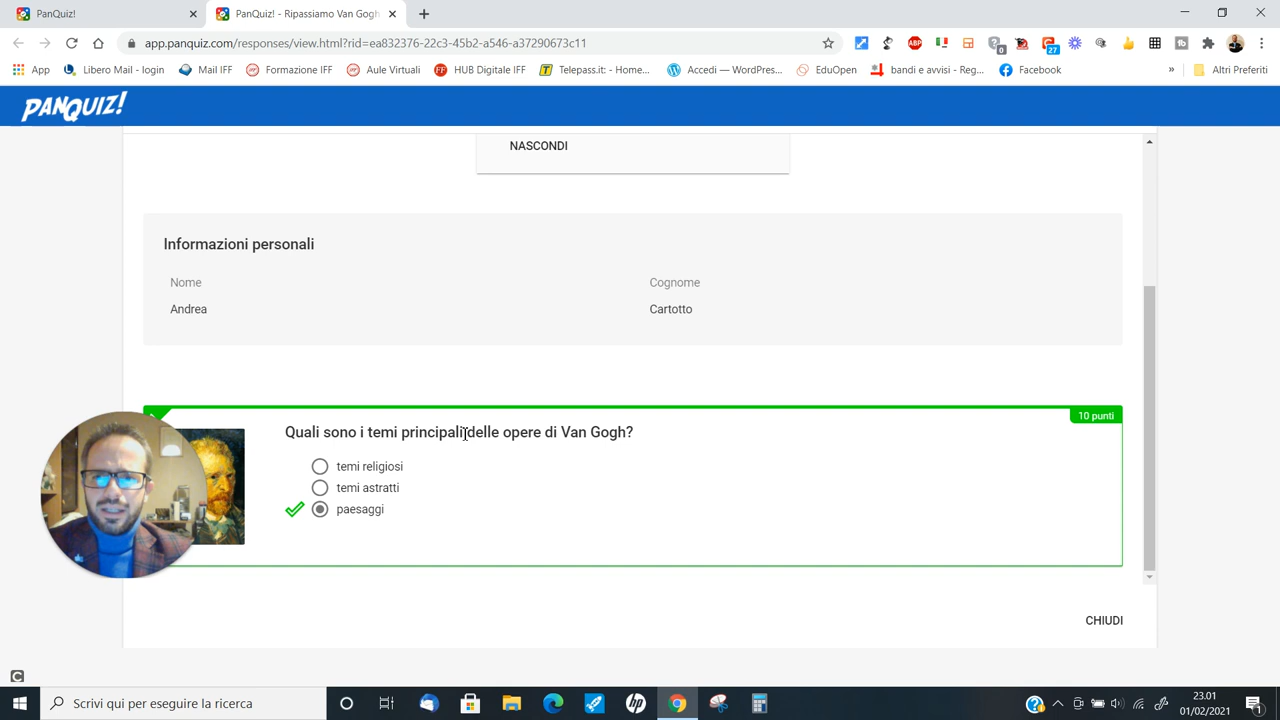 PanQuiz!
PanQuiz! - Ripassiamo Van Gogh
app.panquiz.com/responses/view.html?id=ea832376-22c3-45b2-a546-a37290673c11
ABP
0
27
App
Libero Mail - login
Mail IFF
Formazione IFF
Aule Virtuali
HUB Digitale IFF
Telepass.it: - Home...
Accedi — WordPres...
EduOpen
bandi e avvisi - Reg...
Facebook
»
Altri Preferiti
PANQUIZ!
NASCONDI
Informazioni personali
Nome
Cognome
Andrea
Cartotto
10 punti
Quali sono i temi principali delle opere di Van Gogh?
temi religiosi
temi astratti
paesaggi
CHIUDI
Scrivi qui per eseguire la ricerca
23.01
01/02/2021